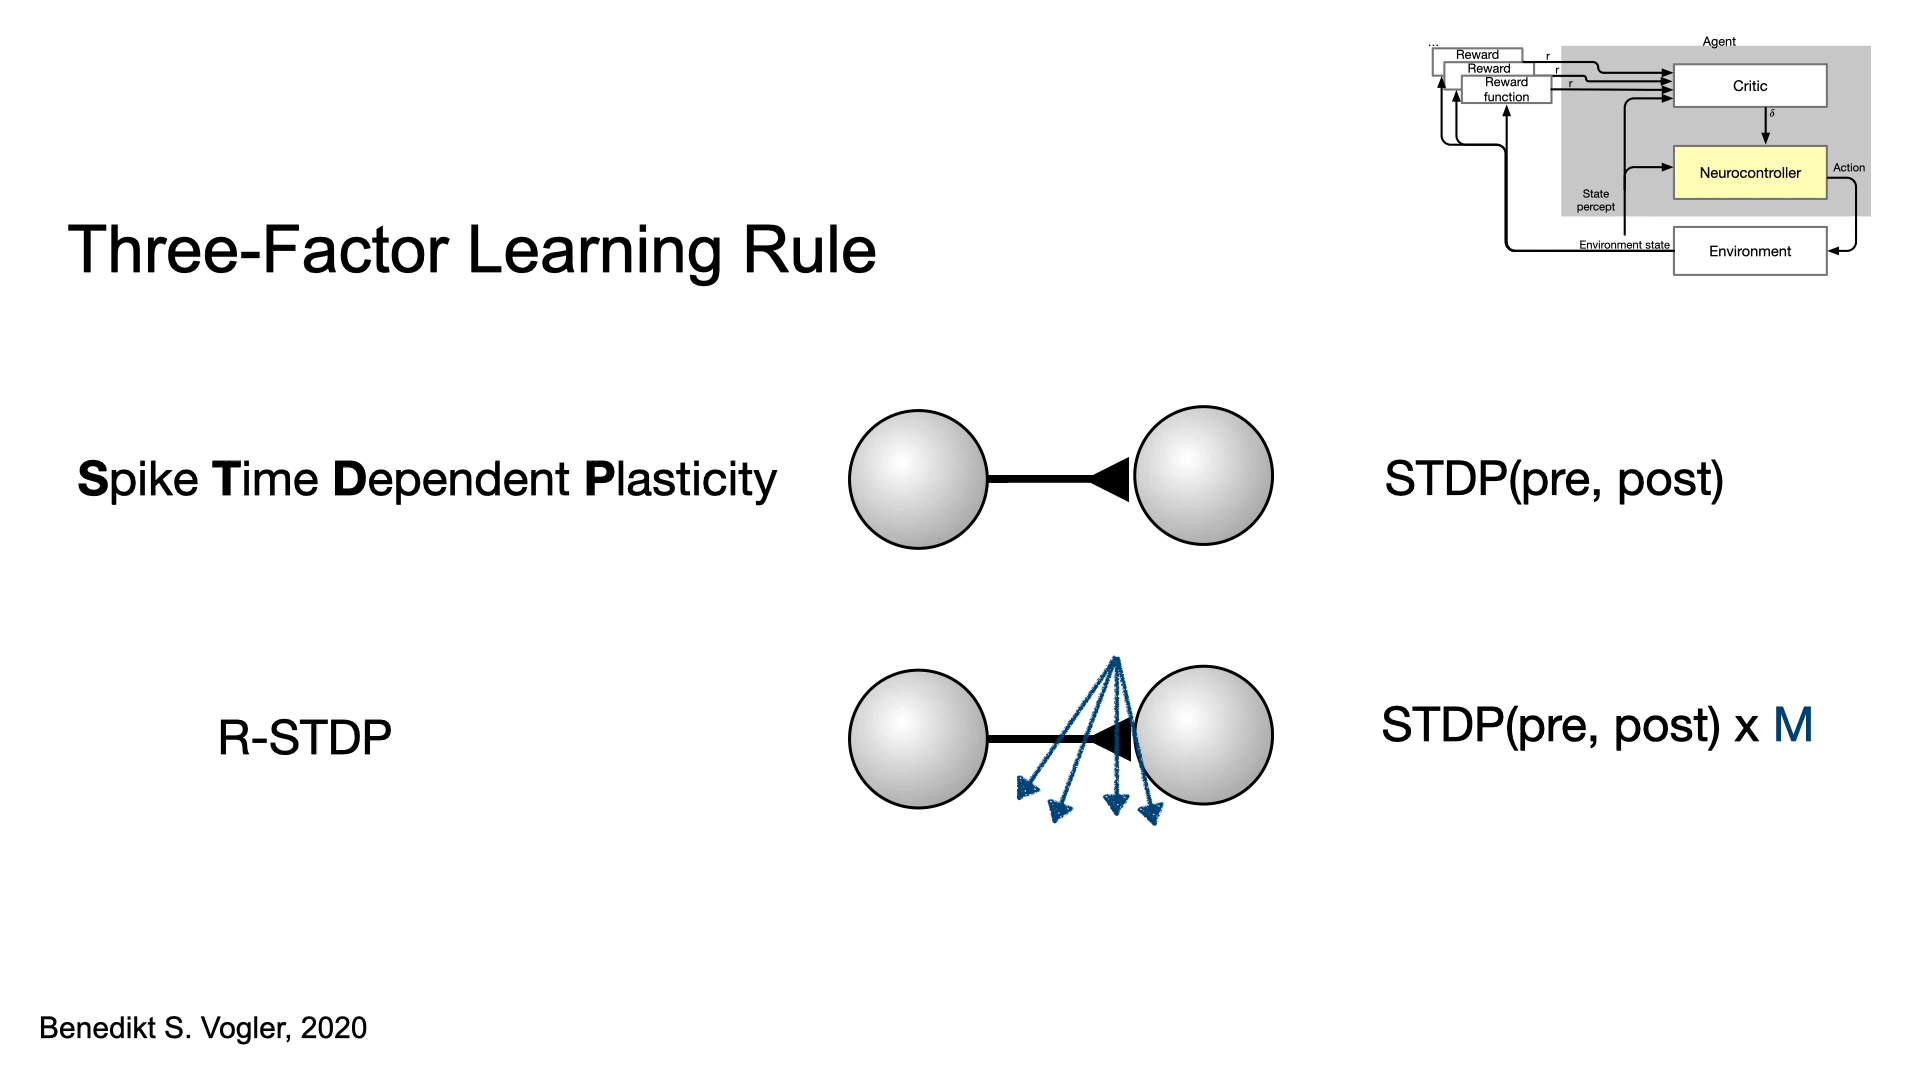 ...
Agent
Reward
r
Reward
r
Reward
function
r
Critic
δ
Neurocontroller
Action
State
percept
Environment state
Environment
Three-Factor Learning Rule
Spike Time Dependent Plasticity
STDP(pre, post)
R-STDP
STDP(pre, post) x M
Benedikt S. Vogler, 2020